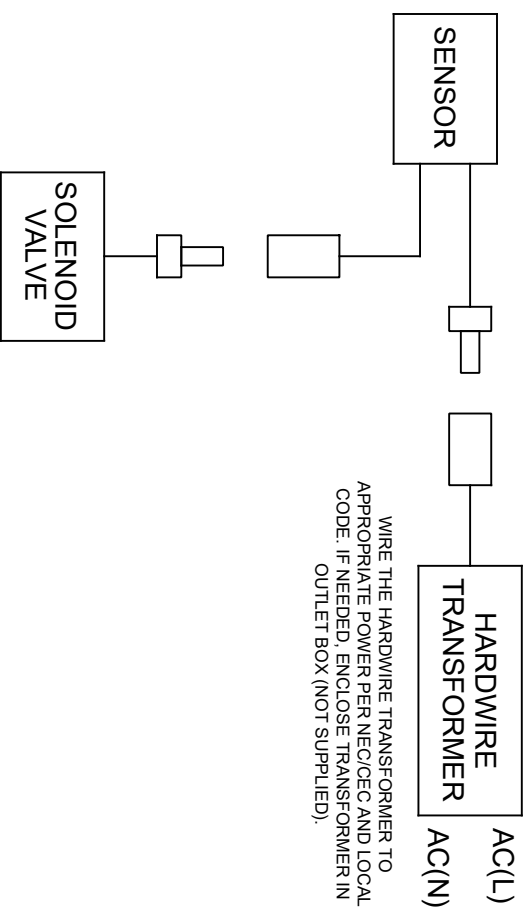 SENSOR
HARDWIRE
TRANSFORMER
AC(L)
AC(N)
WIRE THE HARDWIRE TRANSFORMER TO
APPROPRIATE POWER PER NEC/CEC AND LOCAL
CODE. IF NEEDED, ENCLOSE TRANSFORMER IN
OUTLET BOX (NOT SUPPLIED).
SOLENOID
VALVE